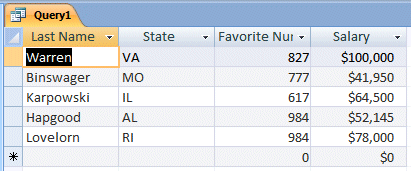 Query1
Last Name State Favorite Nur Salary
Warren VA 827 $100,000
Binswager MO 777 $41,950
Karpowski IL 617 $64,500
Hapgood AL 984 $52,145
Lovelorn RI 984 $78,000
* 0 $0